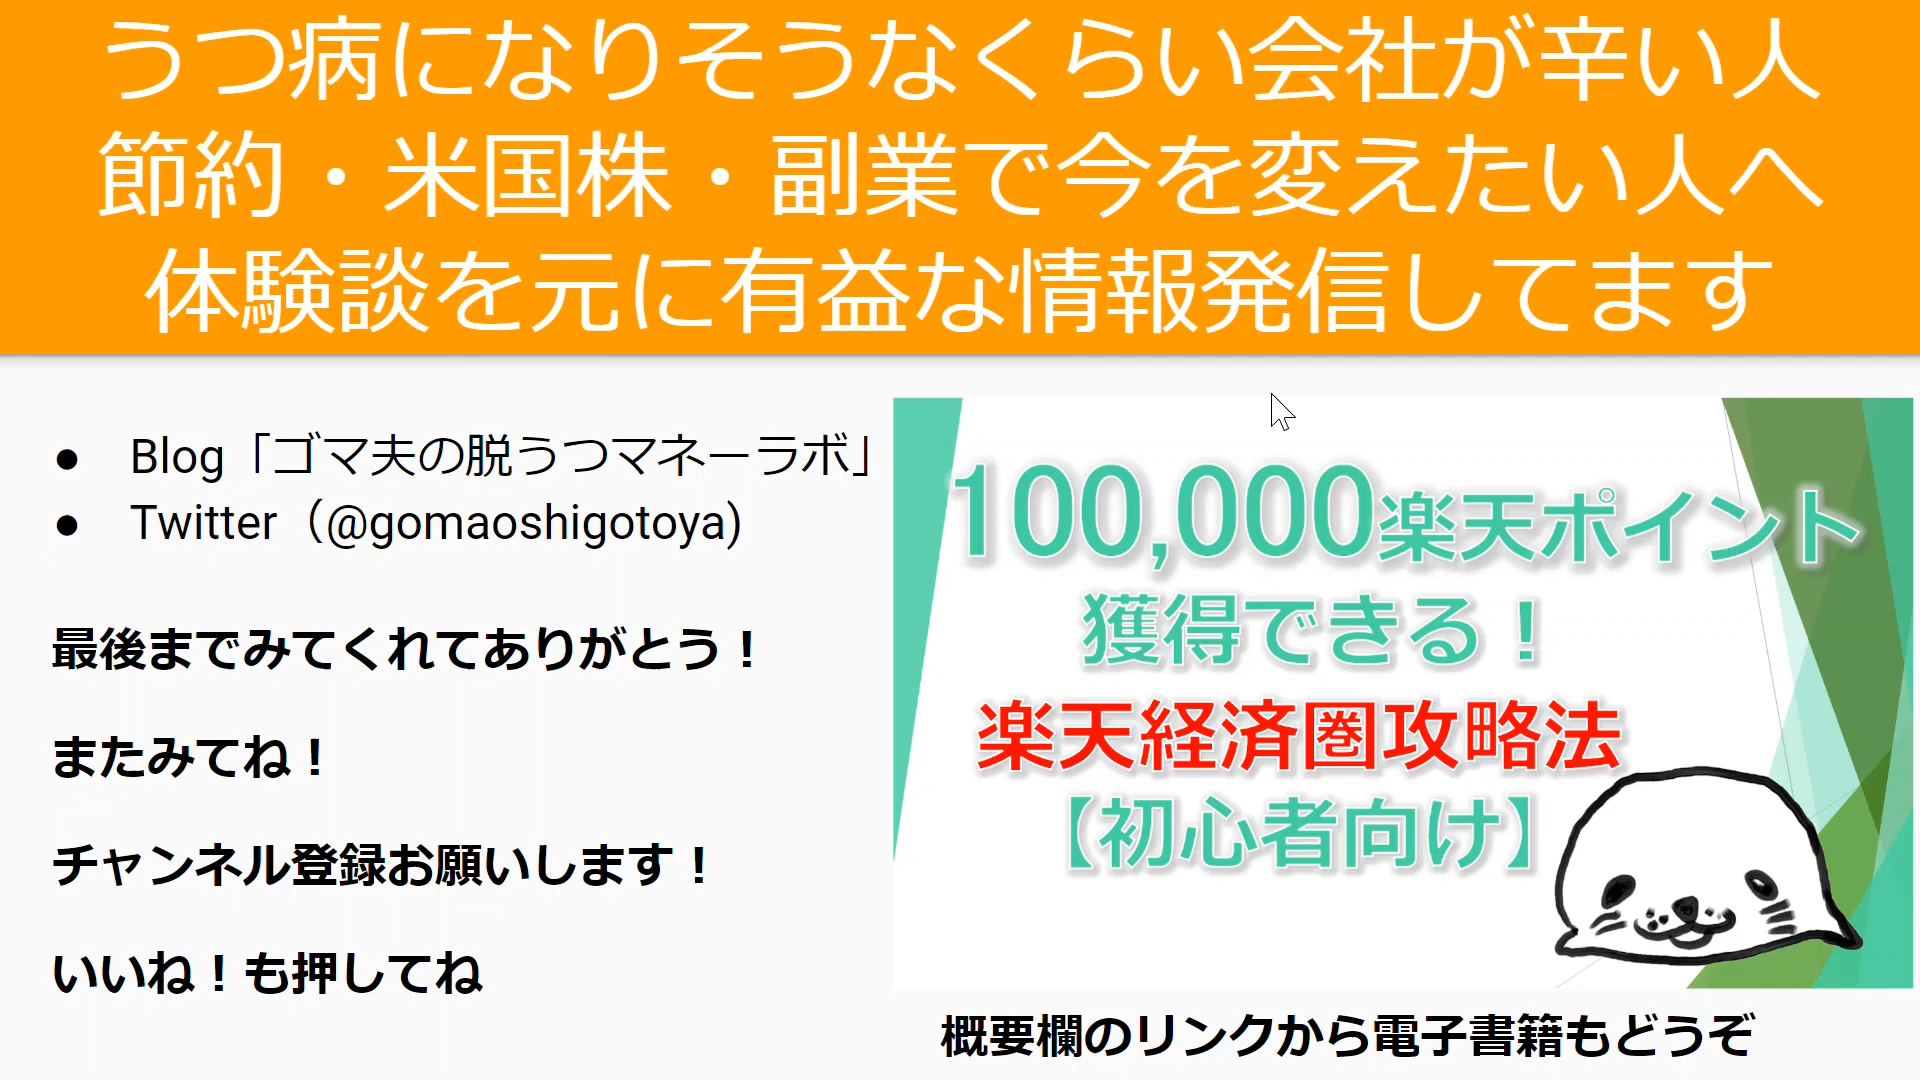 うつ病になりそうなくらい会社が辛い人
節約・米国株・副業で今を変えたい人へ
体験談を元に有益な情報発信してます
● Blog「ゴマ夫の脱うつマネーラボ」
● Twitter（@gomaoshigotoya)
最後までみてくれてありがとう！
またみてね！
チャンネル登録お願いします！
いいね！も押してね
100,000楽天ポイント
獲得できる！
楽天経済圏攻略法
【初心者向け】
概要欄のリンクから電子書籍もどうぞ